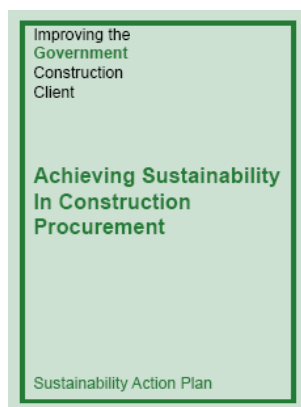 Improving the
Government
Construction
Client
Achieving Sustainability
In Construction
Procurement
Sustainability Action Plan